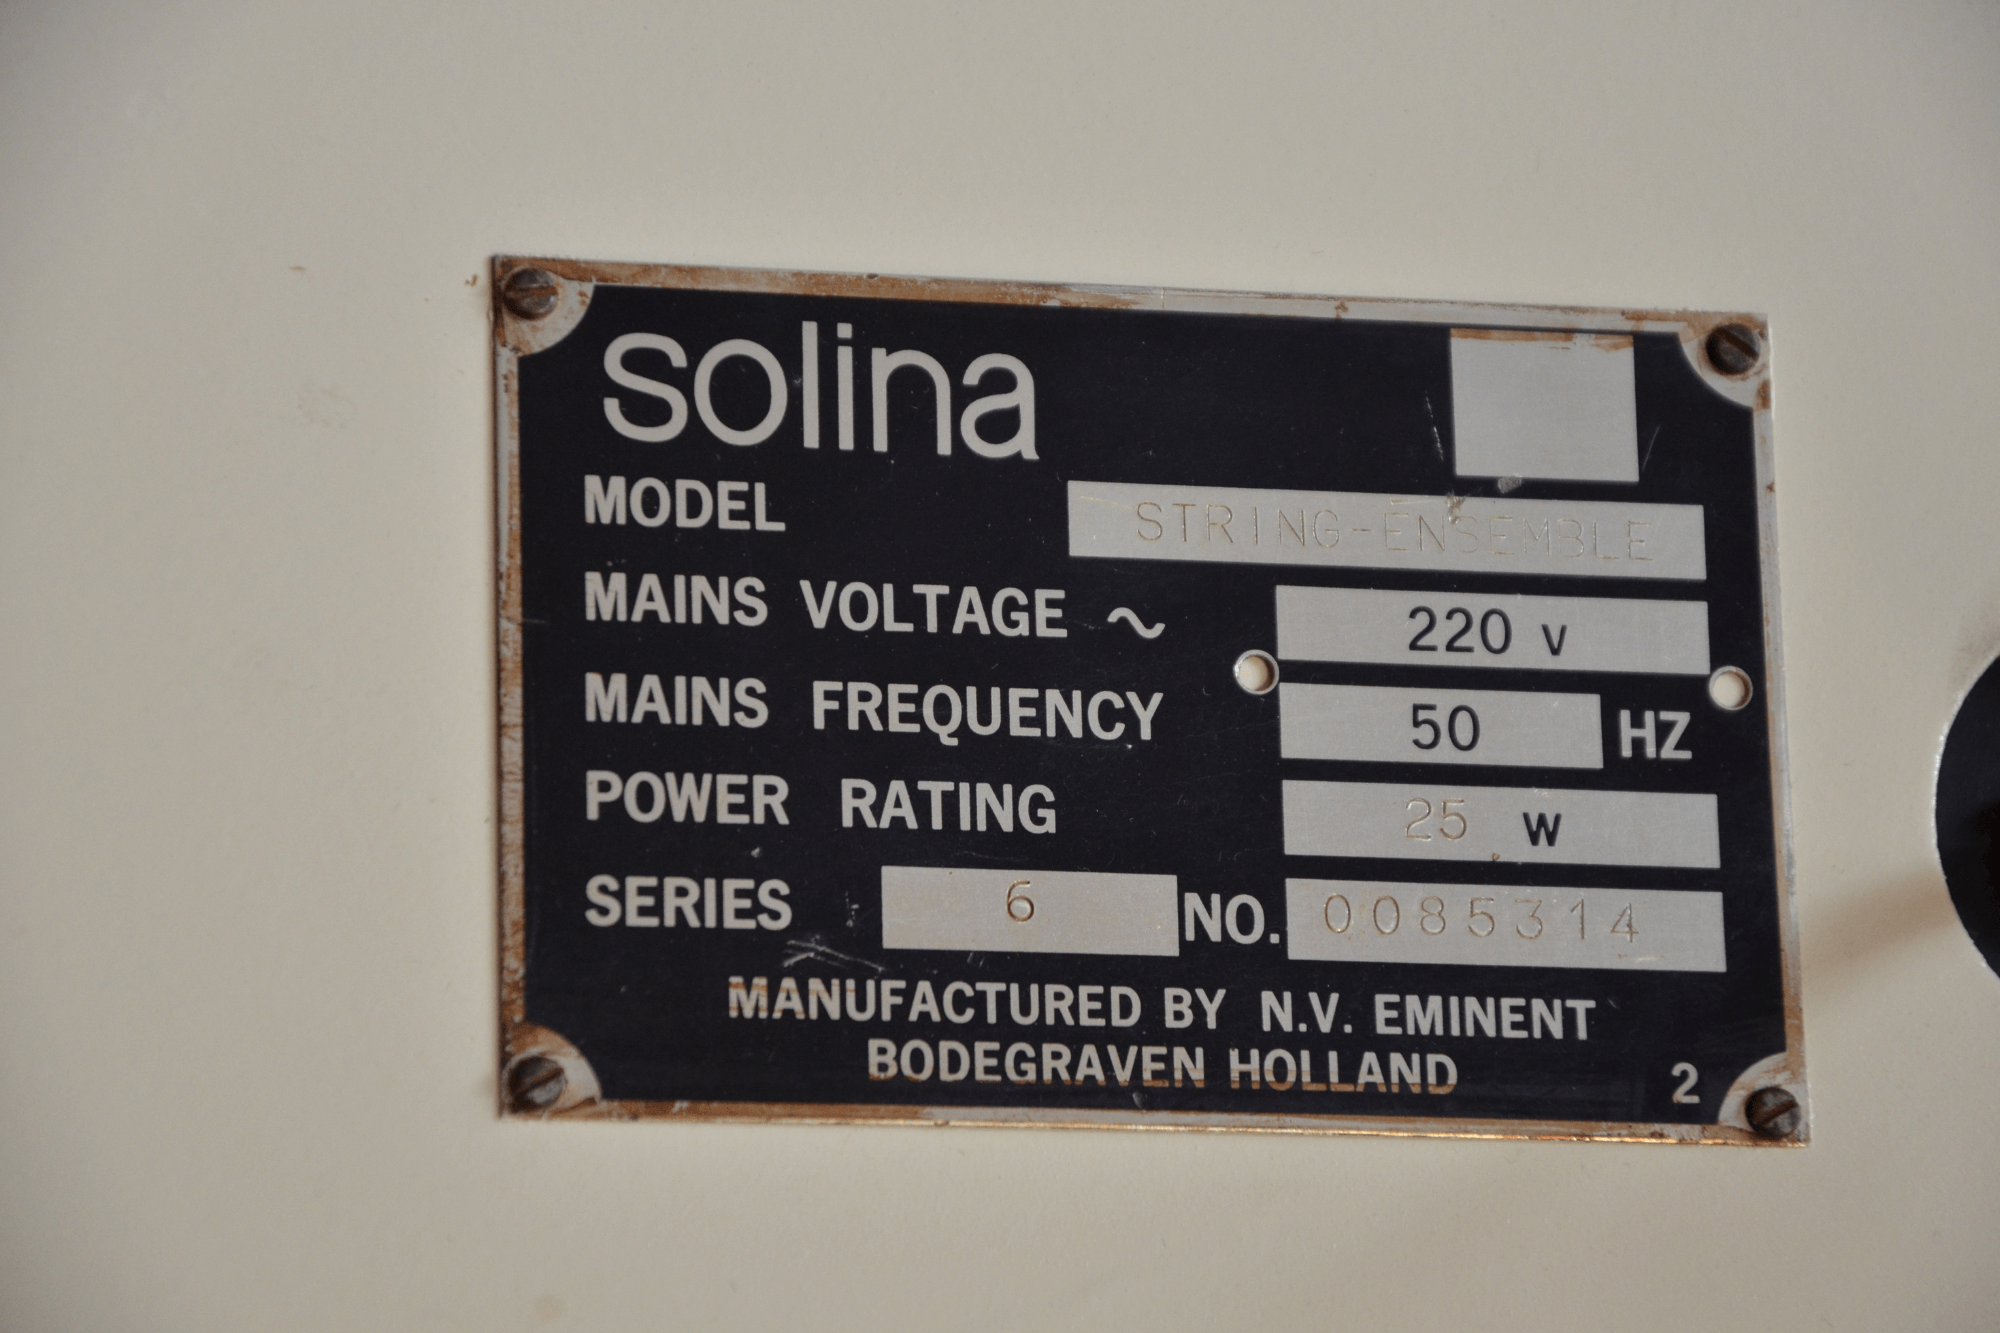 solina
MODEL STRING-ENSEMBLE
MAINS VOLTAGE ~ 220 V
MAINS FREQUENCY 50 HZ
POWER RATING 25 W
SERIES 6 NO. 0085314
MANUFACTURED BY N.V. EMINENT
BODEGRAVEN HOLLAND 2